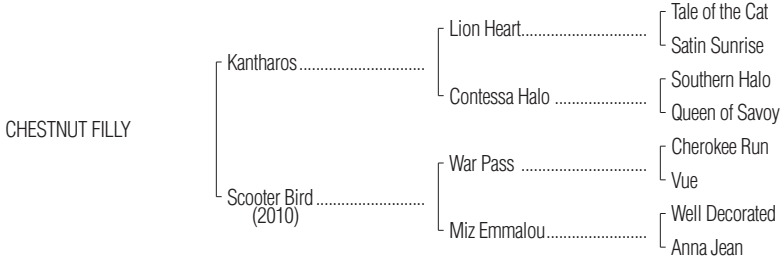 Tale of the Cat
Lion Heart..............................
Satin Sunrise
Kantharos..............................
Southern Halo
Contessa Halo ......................
Queen of Savoy
CHESTNUT FILLY
Cherokee Run
War Pass ..............................
Vue
Scooter Bird..........................
(2010)
Well Decorated
Miz Emmalou........................
Anna Jean